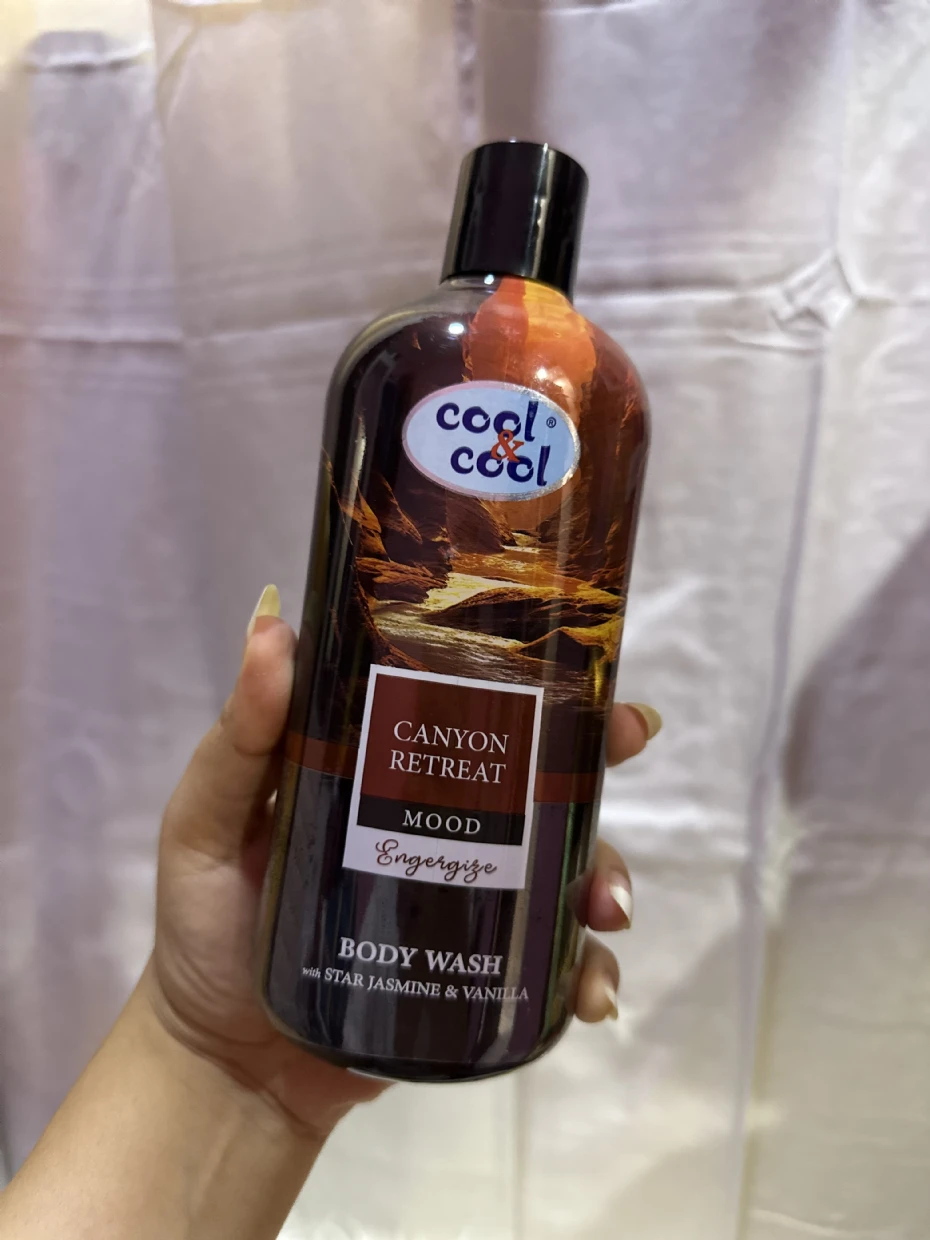 cool ®
&
cool
CANYON
RETREAT
MOOD
Engergize
BODY WASH
with STAR JASMINE & VANILLA